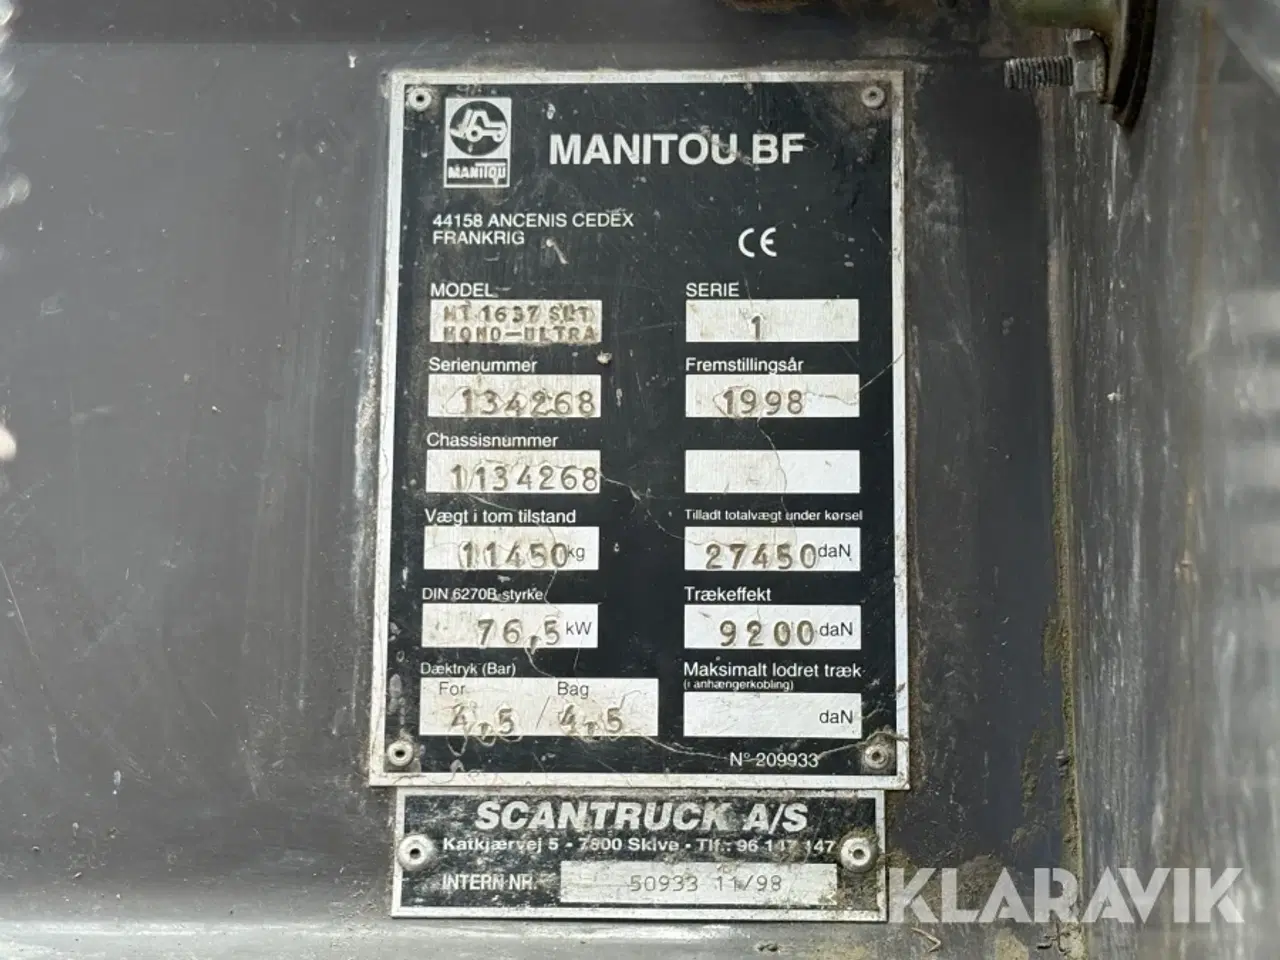 MANITOU
MANITOU BF
44158 ANCENIS CEDEX
FRANKRIG
CE
MODEL
MT 1637 SLT
MONO-ULTRA
SERIE
1
Serienummer
134268
Fremstillingsår
1998
Chassisnummer
1134268
Vægt i tom tilstand
11450 kg
Tilladt totalvægt under kørsel
27450 daN
DIN 6270B-styrke
76,5 kW
Trækeffekt
9200 daN
Dæktryk (Bar)
For Bag
4,5 / 4,5
Maksimalt lodret træk
(i anhængerkobling)
daN
N° 209933
SCANTRUCK A/S
Katkjærvej 5 - 7800 Skive - Tlf.: 96 147 147
INTERN NR. 50933 11/98
KLARAVIK